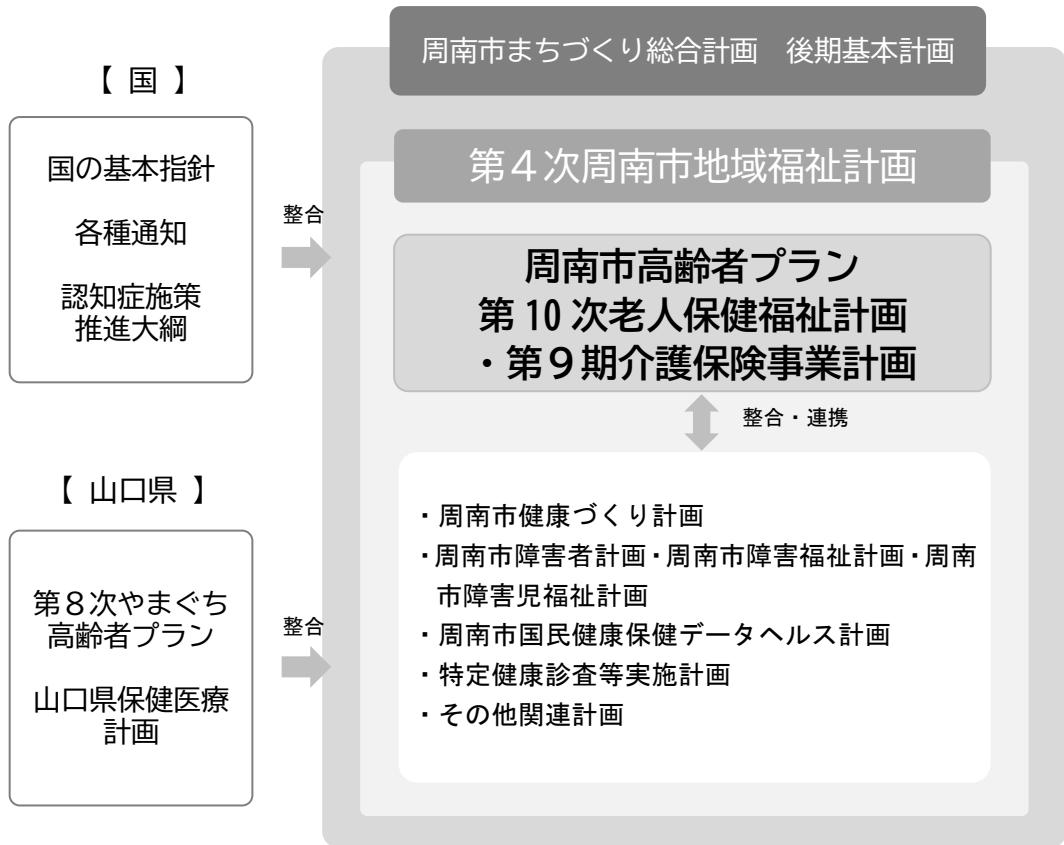 【 国 】
国の基本指針
各種通知
認知症施策
推進大綱
整合
【 山口県 】
第８次やまぐち
高齢者プラン
山口県保健医療
計画
整合
周南市まちづくり総合計画　後期基本計画
第４次周南市地域福祉計画
周南市高齢者プラン
第 10 次老人保健福祉計画
・第９期介護保険事業計画
整合・連携
・周南市健康づくり計画
・周南市障害者計画・周南市障害福祉計画・周南
市障害児福祉計画
・周南市国民健康保健データヘルス計画
・特定健康診査等実施計画
・その他関連計画